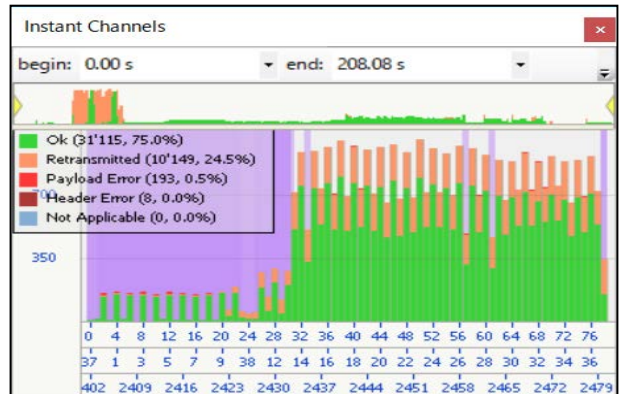 Instant Channels
begin: 0.00 s end: 208.08 s
Ok (31'115, 75.0%)
Retransmitted (10'149, 24.5%)
Payload Error (193, 0.5%)
Header Error (8, 0.0%)
Not Applicable (0, 0.0%)
700
350
0 4 8 12 16 20 24 28 32 36 40 44 48 52 56 60 64 68 72 76
37 1 3 5 7 9 38 12 14 16 18 20 22 24 26 28 30 32 34 36
402 2409 2416 2423 2430 2437 2444 2451 2458 2465 2472 2479